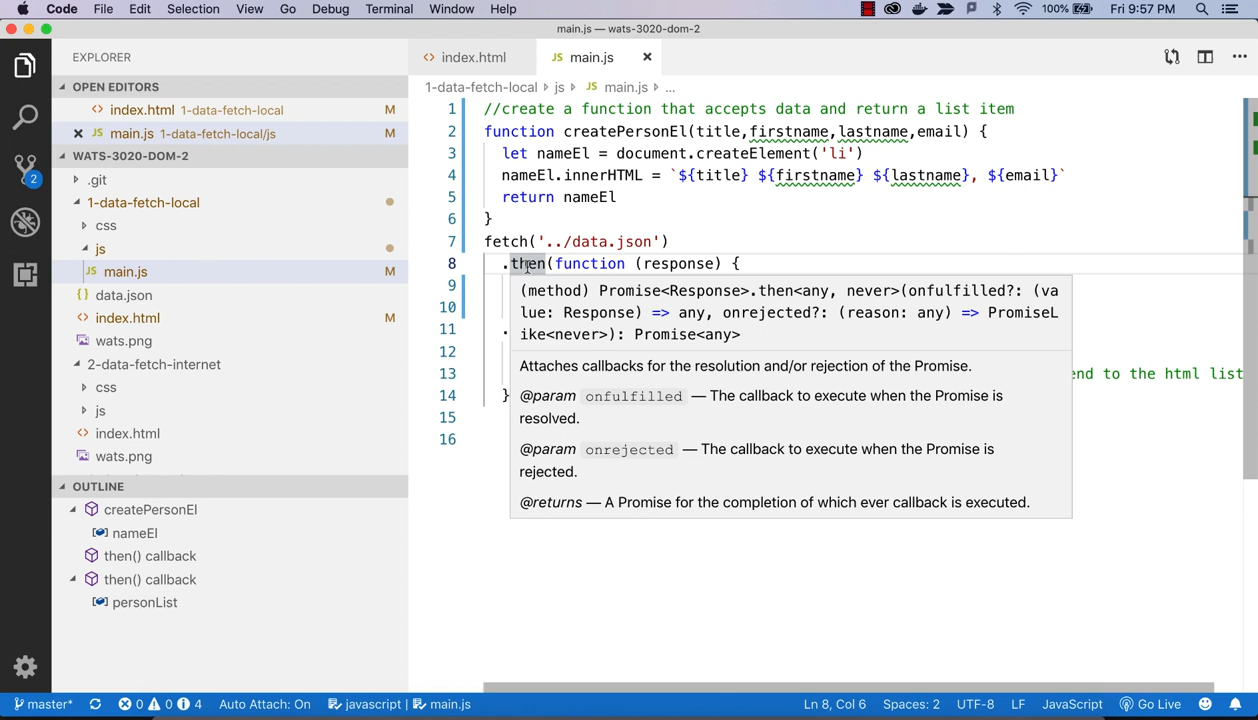 Code File Edit Selection View Go Debug Terminal Window Help 100% Fri 9:57 PM
main.js — wats-3020-dom-2
EXPLORER
OPEN EDITORS
<> index.html 1-data-fetch-local M
× JS main.js 1-data-fetch-local/js M
WATS-3020-DOM-2
.git
1-data-fetch-local
css
js
JS main.js M
{} data.json
<> index.html M
wats.png
2-data-fetch-internet
css
js
<> index.html
wats.png
OUTLINE
createPersonEl
nameEl
then() callback
then() callback
personList
2
<> index.html JS main.js ×
1-data-fetch-local › js › JS main.js › ...
1 //create a function that accepts data and return a list item
2 function createPersonEl(title,firstname,lastname,email) {
3 let nameEl = document.createElement('li')
4 nameEl.innerHTML = `${title} ${firstname} ${lastname}, ${email}`
5 return nameEl
6 }
7 fetch('../data.json')
8 .then(function (response) {
9
10
11 .
12
13 end to the html list
14 }
15
16
(method) Promise<Response>.then<any, never>(onfulfilled?: (va
lue: Response) => any, onrejected?: (reason: any) => PromiseL
ike<never>): Promise<any>
Attaches callbacks for the resolution and/or rejection of the Promise.
@param onfulfilled — The callback to execute when the Promise is
resolved.
@param onrejected — The callback to execute when the Promise is
rejected.
@returns — A Promise for the completion of which ever callback is executed.
master* 0 0 4 Auto Attach: On javascript | main.js Ln 8, Col 6 Spaces: 2 UTF-8 LF JavaScript Go Live